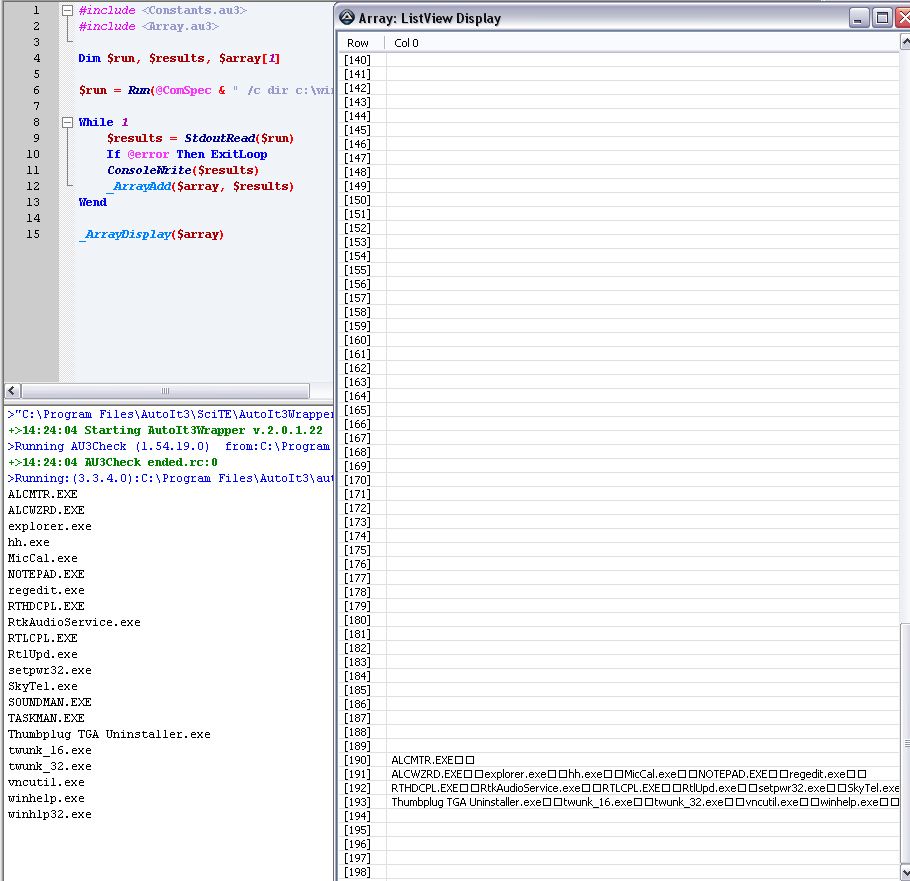 1 #include <Constants.au3>
2 #include <Array.au3>
3
4 Dim $run, $results, $array[1]
5
6 $run = Run(@ComSpec & " /c dir c:\wi
7
8 While 1
9 $results = StdoutRead($run)
10 If @error Then ExitLoop
11 ConsoleWrite($results)
12 _ArrayAdd($array, $results)
13 Wend
14
15 _ArrayDisplay($array)
>"C:\Program Files\AutoIt3\SciTE\AutoIt3Wrapper
+>14:24:04 Starting AutoIt3Wrapper v.2.0.1.22
>Running AU3Check (1.54.19.0) from:C:\Program
+>14:24:04 AU3Check ended.rc:0
>Running:(3.3.4.0):C:\Program Files\AutoIt3\aut
ALCMTR.EXE
ALCWZRD.EXE
explorer.exe
hh.exe
MicCal.exe
NOTEPAD.EXE
regedit.exe
RTHDCPL.EXE
RtkAudioService.exe
RTLCPL.EXE
RtlUpd.exe
setpwr32.exe
SkyTel.exe
SOUNDMAN.EXE
TASKMAN.EXE
Thumbplug TGA Uninstaller.exe
twunk_16.exe
twunk_32.exe
vncutil.exe
winhelp.exe
winhlp32.exe
Array: ListView Display
Row Col 0
[140]
[141]
[142]
[143]
[144]
[145]
[146]
[147]
[148]
[149]
[150]
[151]
[152]
[153]
[154]
[155]
[156]
[157]
[158]
[159]
[160]
[161]
[162]
[163]
[164]
[165]
[166]
[167]
[168]
[169]
[170]
[171]
[172]
[173]
[174]
[175]
[176]
[177]
[178]
[179]
[180]
[181]
[182]
[183]
[184]
[185]
[186]
[187]
[188]
[189]
[190] ALCMTR.EXE□□
[191] ALCWZRD.EXE□□explorer.exe□□hh.exe□□MicCal.exe□□NOTEPAD.EXE□□regedit.exe□□
[192] RTHDCPL.EXE□□RtkAudioService.exe□□RTLCPL.EXE□□RtlUpd.exe□□setpwr32.exe□□SkyTel.exe
[193] Thumbplug TGA Uninstaller.exe□□twunk_16.exe□□twunk_32.exe□□vncutil.exe□□winhelp.exe□□
[194]
[195]
[196]
[197]
[198]